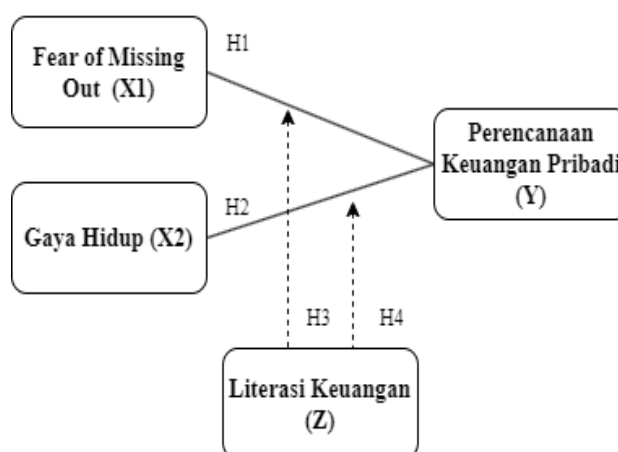 Fear of Missing
Out (X1)
H1
Perencanaan
Keuangan Pribadi
(Y)
Gaya Hidup (X2)
H2
H3
H4
Literasi Keuangan
(Z)